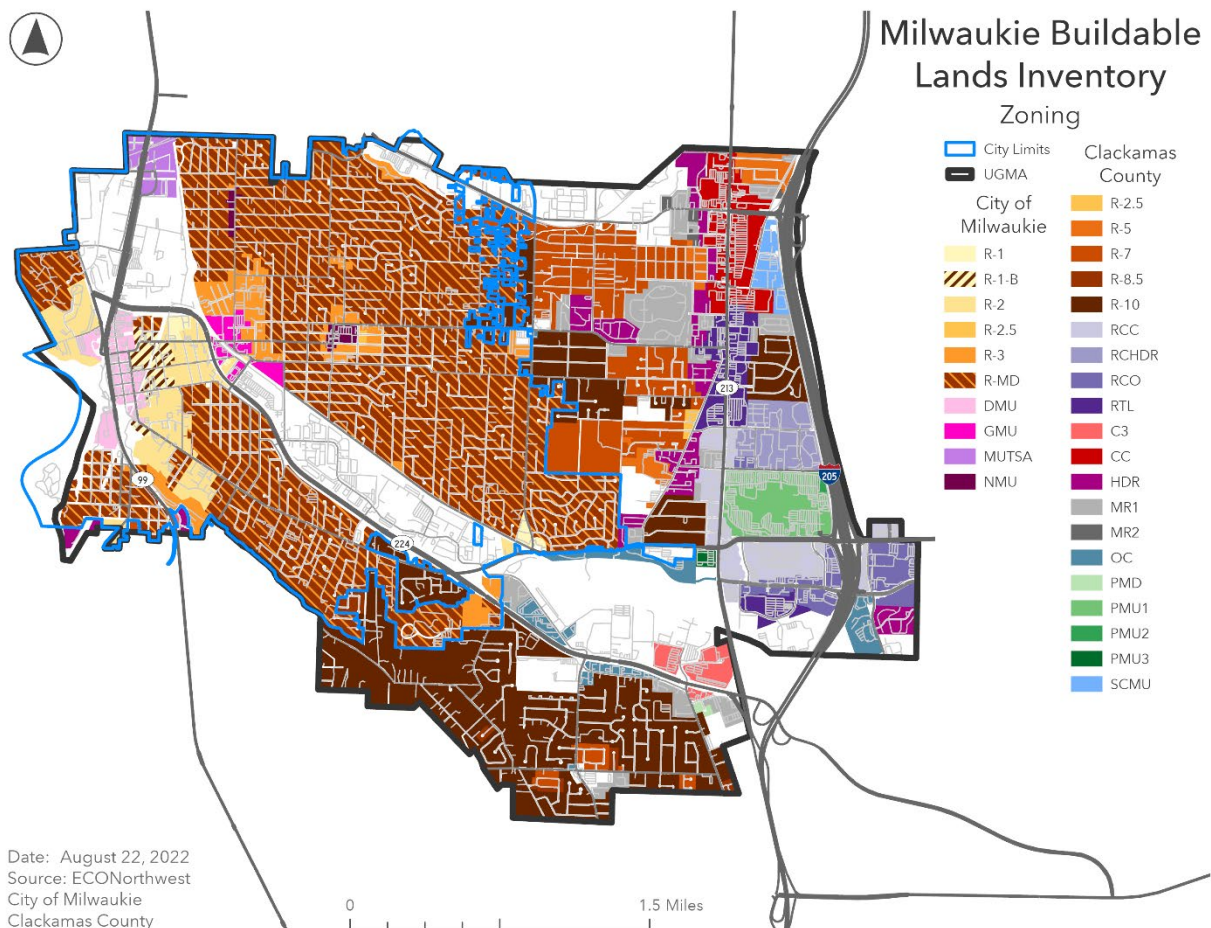 Milwaukie Buildable
Lands Inventory
Zoning
City Limits
UGMA
City of
Milwaukie
R-1
R-1-B
R-2
R-2.5
R-3
R-MD
DMU
GMU
MUTSA
NMU
Clackamas
County
R-2.5
R-5
R-7
R-8.5
R-10
RCC
RCHDR
RCO
RTL
C3
CC
HDR
MR1
MR2
OC
PMD
PMU1
PMU2
PMU3
SCMU
213
205
99
224
Date: August 22, 2022
Source: ECONorthwest
City of Milwaukie
Clackamas County
0
1.5 Miles